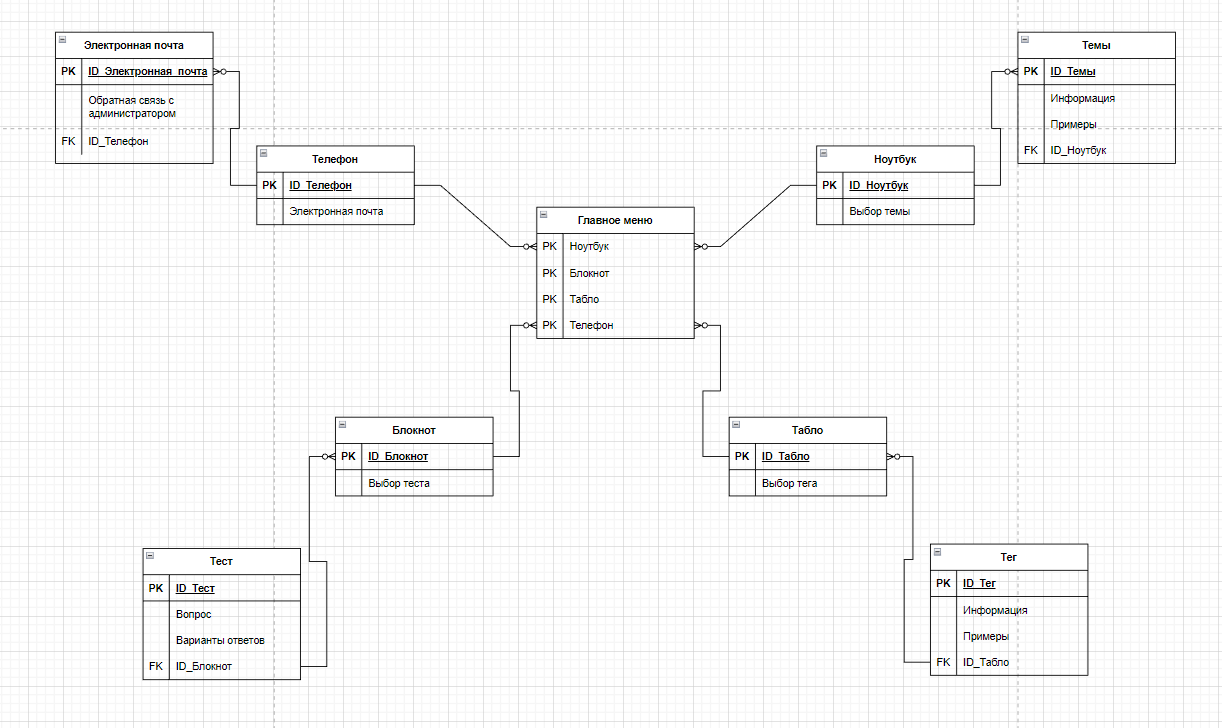 Электронная почта
PK ID_Электронная_почта
Обратная связь с
администратором
FK ID_Телефон
Темы
PK ID_Темы
Информация
Примеры
FK ID_Ноутбук
Телефон
PK ID_Телефон
Электронная почта
Ноутбук
PK ID_Ноутбук
Выбор темы
Главное меню
PK Ноутбук
PK Блокнот
PK Табло
PK Телефон
Блокнот
PK ID_Блокнот
Выбор теста
Табло
PK ID_Табло
Выбор тега
Тест
PK ID_Тест
Вопрос
Варианты ответов
FK ID_Блокнот
Тег
PK ID_Тег
Информация
Примеры
FK ID_Табло